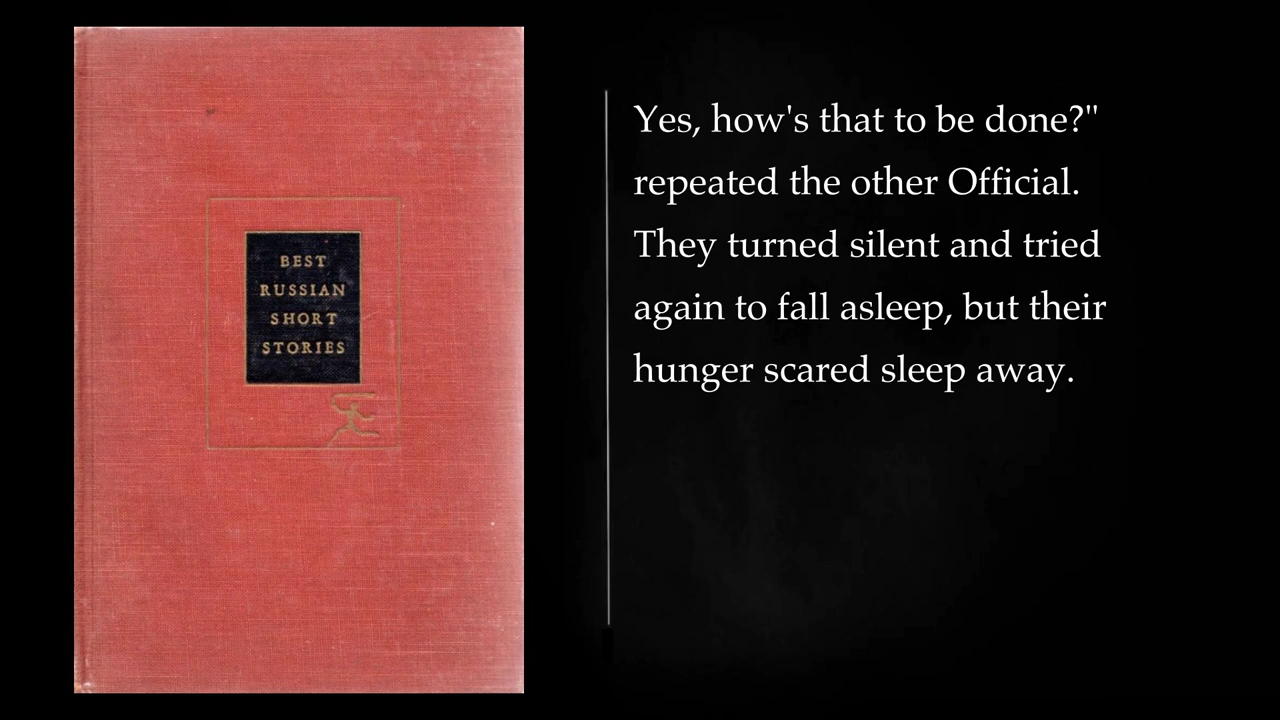 BEST
RUSSIAN
SHORT
STORIES
Yes, how's that to be done?"
repeated the other Official.
They turned silent and tried
again to fall asleep, but their
hunger scared sleep away.